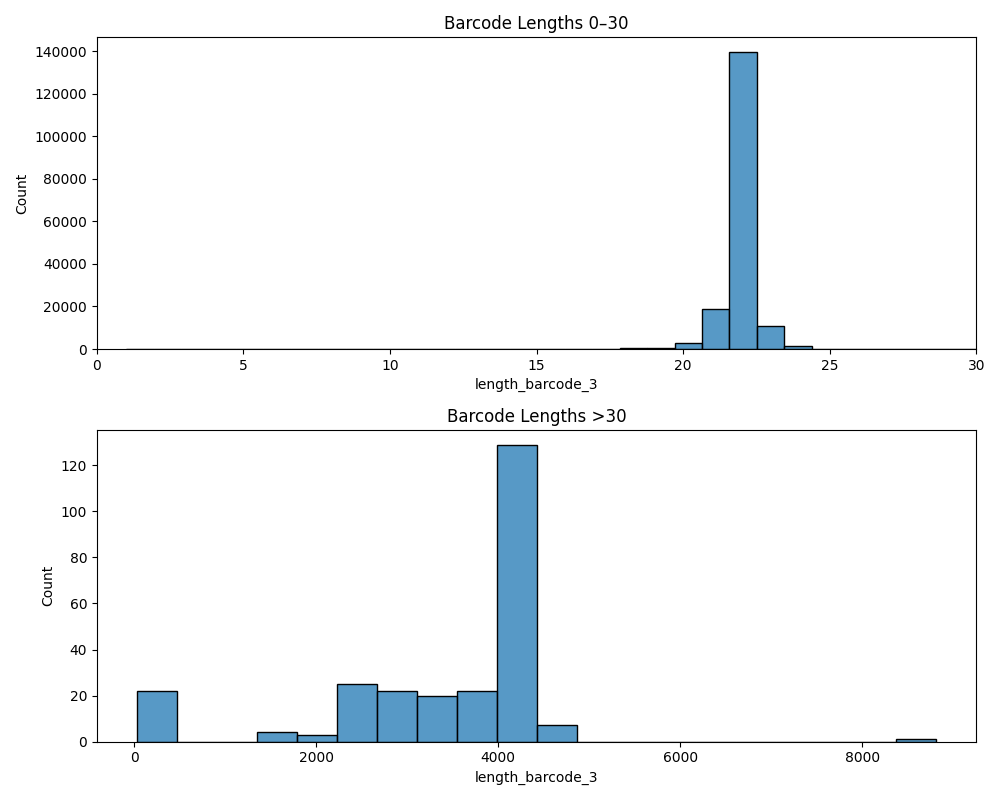 Barcode Lengths 0–30
140000
120000
100000
80000
60000
40000
20000
0
Count
0 5 10 15 20 25 30
length_barcode_3
Barcode Lengths >30
120
100
80
60
40
20
0
Count
0 2000 4000 6000 8000
length_barcode_3